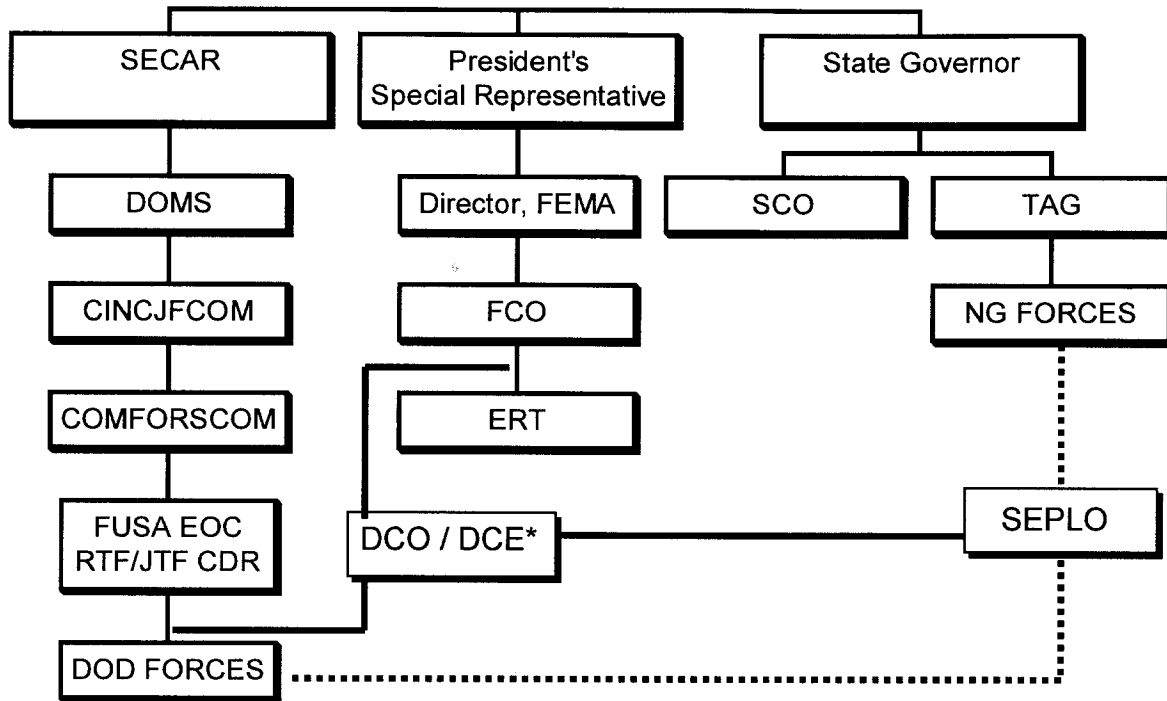 SECAR
President's
Special Representative
State Governor
DOMS
Director, FEMA
SCO
TAG
CINCJFCOM
FCO
NG FORCES
COMFORSCOM
ERT
FUSA EOC
RTF/JTF CDR
DCO / DCE*
SEPLO
DOD FORCES